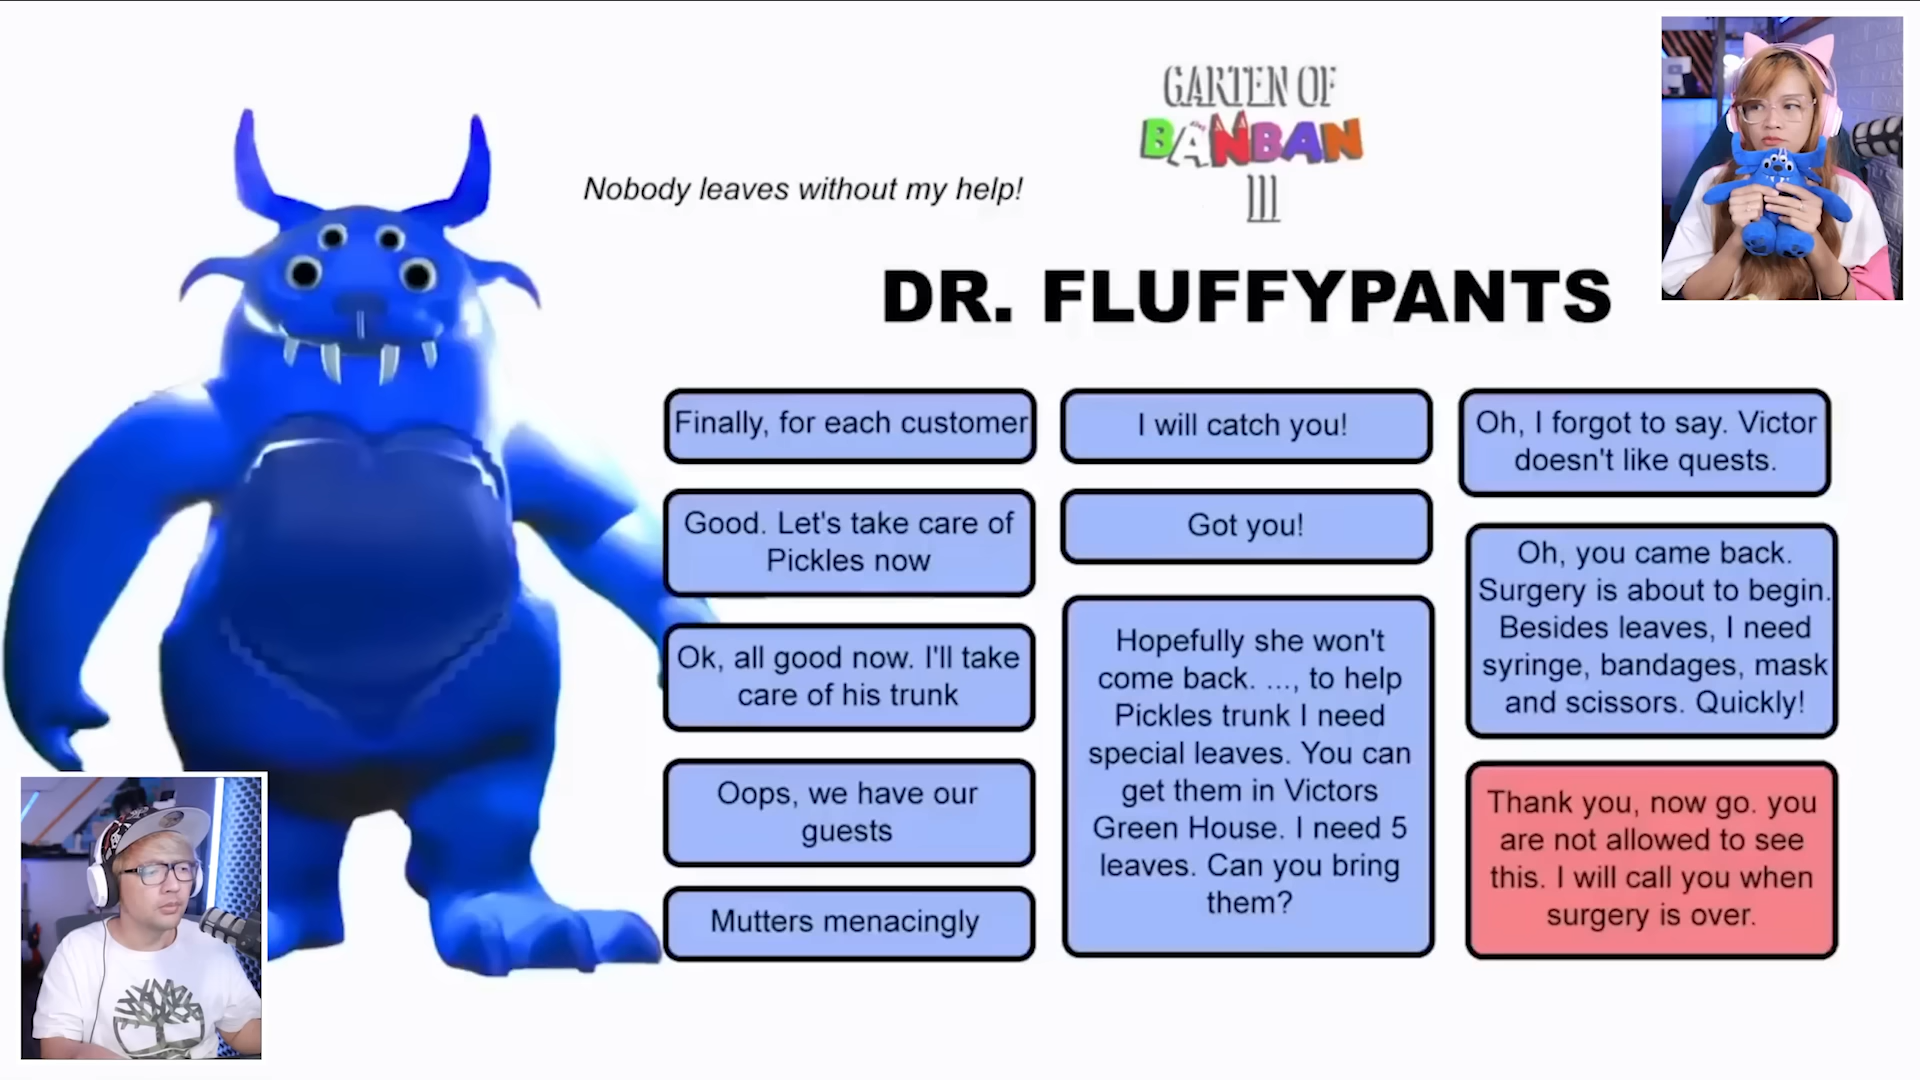 GARTEN OF
BANBAN
III
Nobody leaves without my help!
DR. FLUFFYPANTS
Finally, for each customer
Good. Let's take care of
Pickles now
Ok, all good now. I'll take
care of his trunk
Oops, we have our
guests
Mutters menacingly
I will catch you!
Got you!
Hopefully she won't
come back. ..., to help
Pickles trunk I need
special leaves. You can
get them in Victors
Green House. I need 5
leaves. Can you bring
them?
Oh, I forgot to say. Victor
doesn't like quests.
Oh, you came back.
Surgery is about to begin.
Besides leaves, I need
syringe, bandages, mask
and scissors. Quickly!
Thank you, now go. you
are not allowed to see
this. I will call you when
surgery is over.